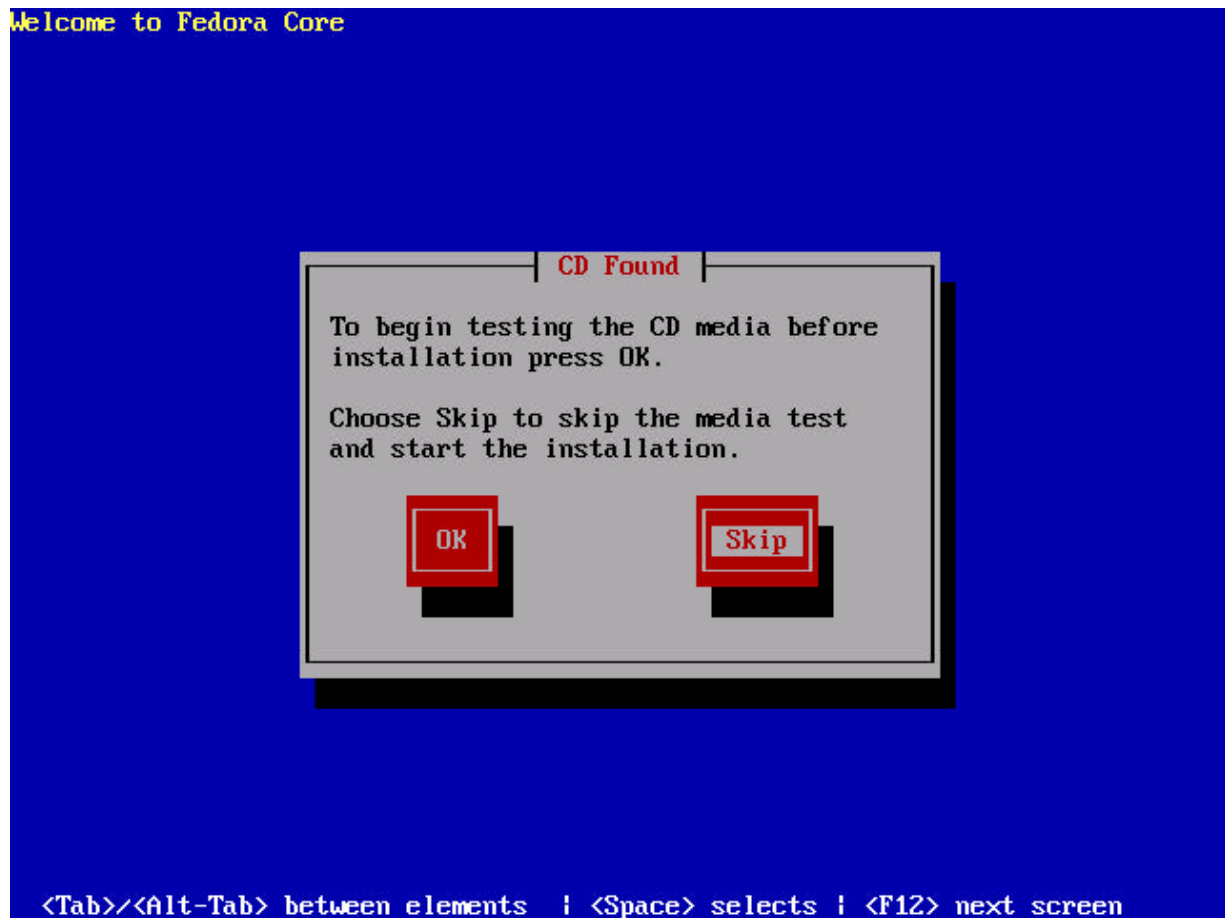 Welcome to Fedora Core
CD Found
To begin testing the CD media before
installation press OK.
Choose Skip to skip the media test
and start the installation.
OK
Skip
<Tab>/<Alt-Tab> between elements | <Space> selects | <F12> next screen